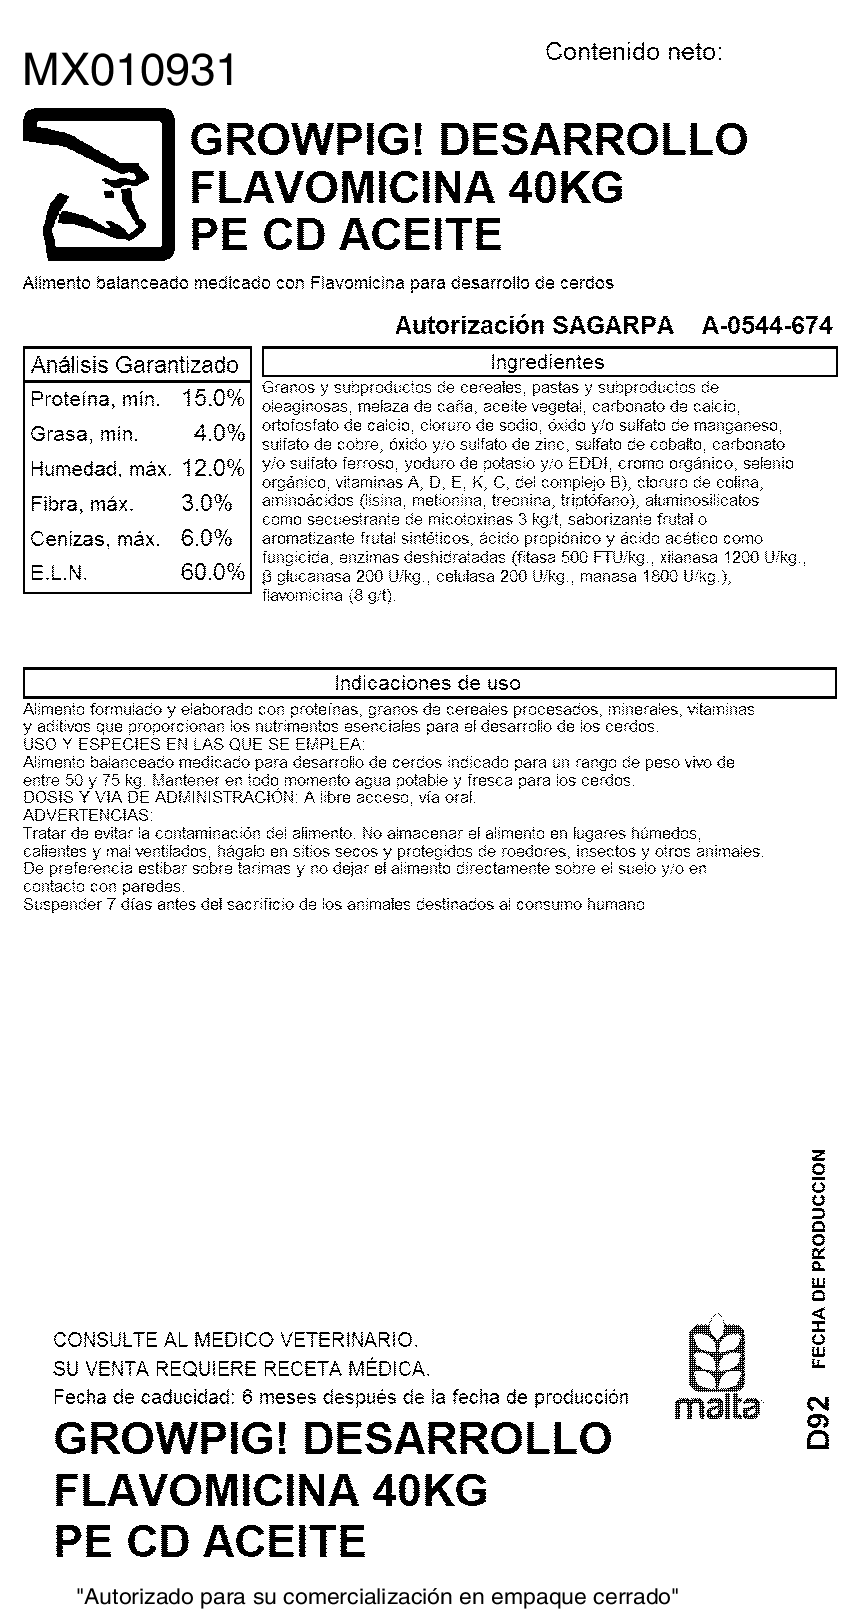 Contenido neto:
MX010931
GROWPIG! DESARROLLO
FLAVOMICINA 40KG
PE CD ACEITE
Alimento balanceado medicado con Flavomicina para desarrollo de cerdos
Autorización SAGARPA A-0544-674
Análisis Garantizado
Proteína, mín. 15.0%
Grasa, mín. 4.0%
Humedad, máx. 12.0%
Fibra, máx. 3.0%
Cenizas, máx. 6.0%
E.L.N. 60.0%
Ingredientes
Granos y subproductos de cereales, pastas y subproductos de
oleaginosas, melaza de caña, aceite vegetal, carbonato de calcio,
ortofosfato de calcio, cloruro de sodio, óxido y/o sulfato de manganeso,
sulfato de cobre, óxido y/o sulfato de zinc, sulfato de cobalto, carbonato
y/o sulfato ferroso, yoduro de potasio y/o EDDI, cromo orgánico, selenio
orgánico, vitaminas A, D, E, K, C, del complejo B), cloruro de colina,
aminoácidos (lisina, metionina, treonina, triptófano), aluminosilicatos
como secuestrante de micotoxinas 3 kg/t, saborizante frutal o
aromatizante frutal sintéticos, ácido propiónico y ácido acético como
fungicida, enzimas deshidratadas (fitasa 500 FTU/kg., xilanasa 1200 U/kg.,
β glucanasa 200 U/kg., celulasa 200 U/kg., manasa 1800 U/kg.),
flavomicina (8 g/t).
Indicaciones de uso
Alimento formulado y elaborado con proteínas, granos de cereales procesados, minerales, vitaminas
y aditivos que proporcionan los nutrimentos esenciales para el desarrollo de los cerdos.
USO Y ESPECIES EN LAS QUE SE EMPLEA:
Alimento balanceado medicado para desarrollo de cerdos indicado para un rango de peso vivo de
entre 50 y 75 kg. Mantener en todo momento agua potable y fresca para los cerdos.
DOSIS Y VIA DE ADMINISTRACIÓN: A libre acceso, vía oral.
ADVERTENCIAS:
Tratar de evitar la contaminación del alimento. No almacenar el alimento en lugares húmedos,
calientes y mal ventilados, hágalo en sitios secos y protegidos de roedores, insectos y otros animales.
De preferencia estibar sobre tarimas y no dejar el alimento directamente sobre el suelo y/o en
contacto con paredes.
Suspender 7 días antes del sacrificio de los animales destinados al consumo humano
D92 FECHA DE PRODUCCION
CONSULTE AL MEDICO VETERINARIO.
SU VENTA REQUIERE RECETA MÉDICA.
Fecha de caducidad: 6 meses después de la fecha de producción
malta
GROWPIG! DESARROLLO
FLAVOMICINA 40KG
PE CD ACEITE
"Autorizado para su comercialización en empaque cerrado"